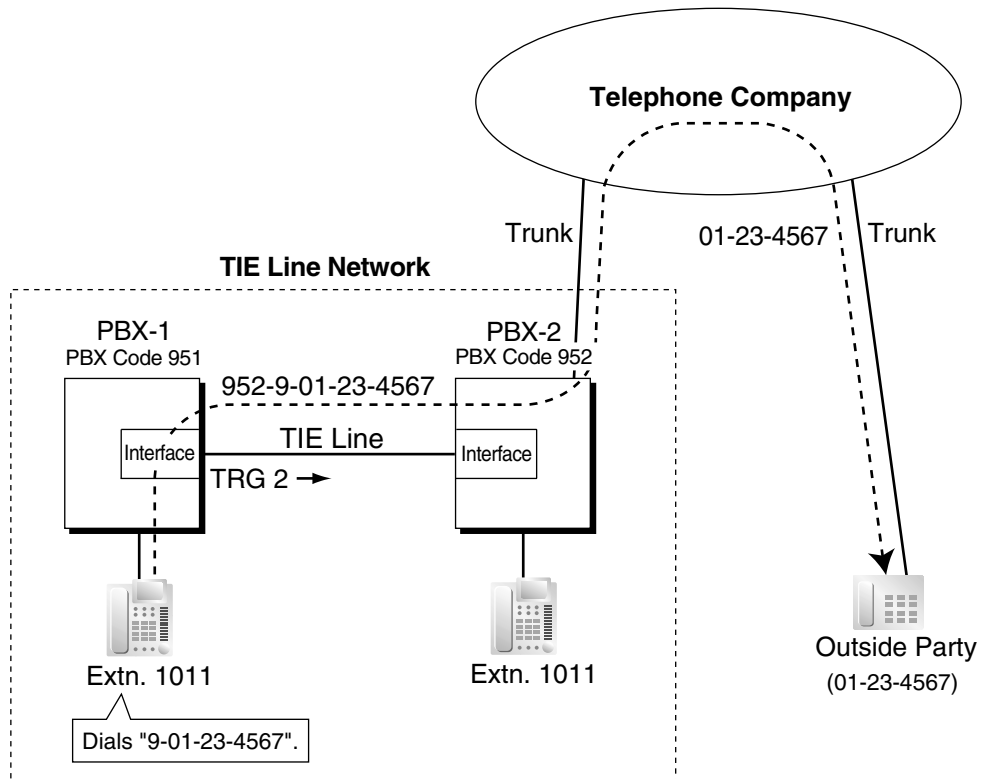 Telephone Company
Trunk
01-23-4567
Trunk
TIE Line Network
PBX-1
PBX Code 951
PBX-2
PBX Code 952
952-9-01-23-4567
Interface
TIE Line
Interface
TRG 2 →
Extn. 1011
Extn. 1011
Outside Party
(01-23-4567)
Dials "9-01-23-4567".